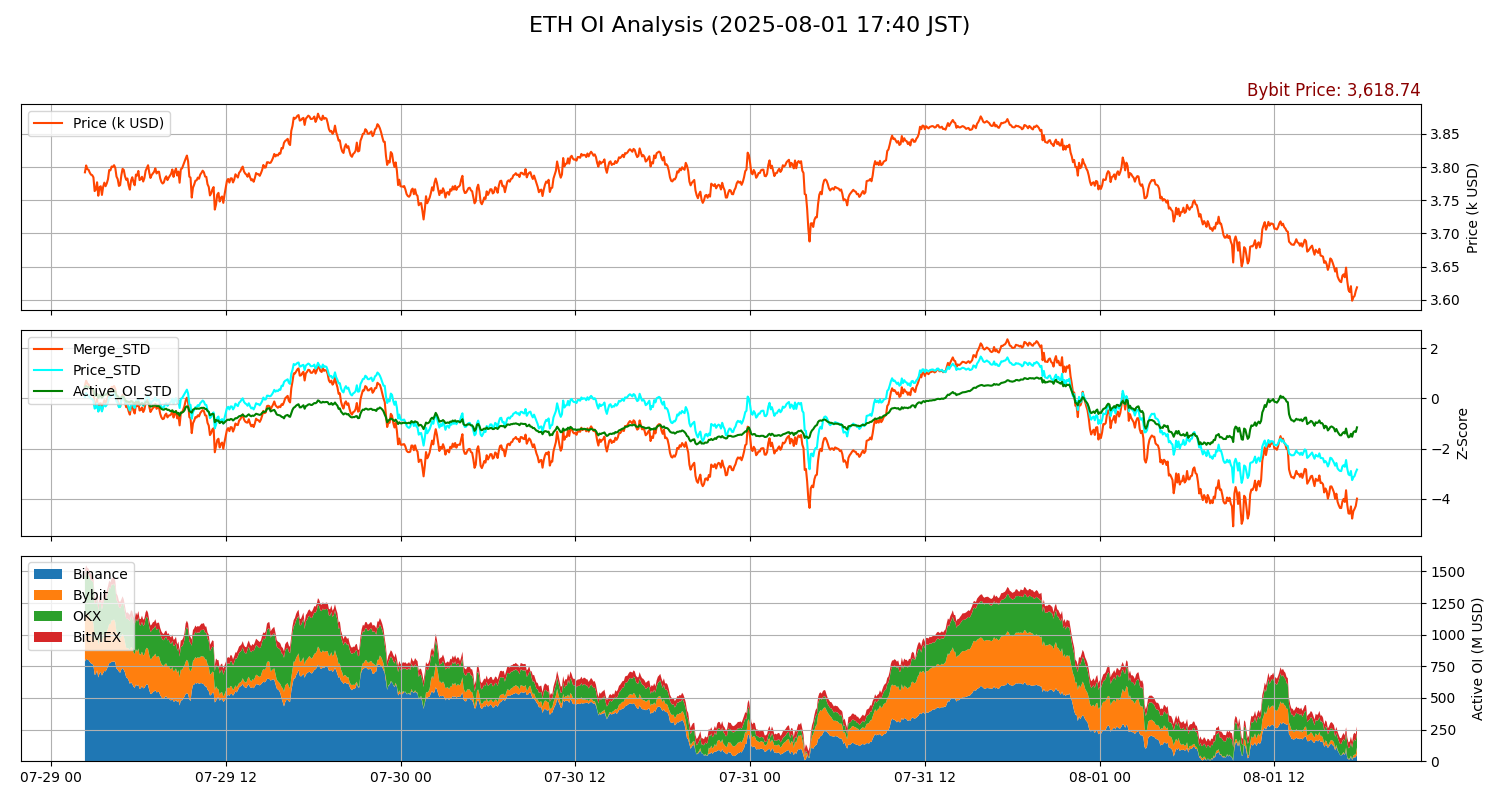 ETH OI Analysis (2025-08-01 17:40 JST)
Bybit Price: 3,618.74
Price (k USD)
3.85
3.80
3.75
3.70
3.65
3.60
Price (k USD)
Merge_STD
Price_STD
Active_OI_STD
2
0
−2
−4
Z-Score
Binance
Bybit
OKX
BitMEX
1500
1250
1000
750
500
250
0
Active OI (M USD)
07-29 00
07-29 12
07-30 00
07-30 12
07-31 00
07-31 12
08-01 00
08-01 12